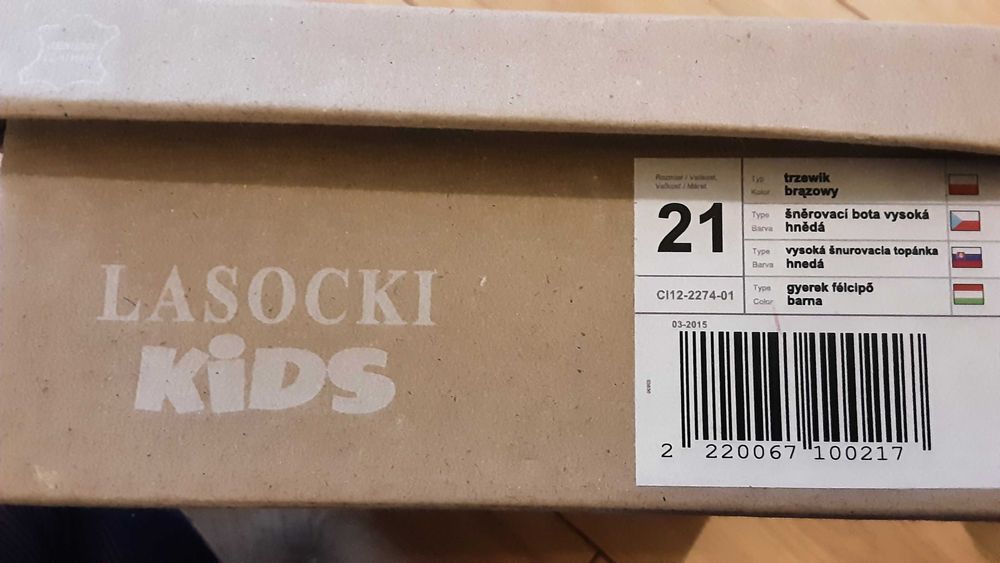 LASOCKI
KiDS
Rozmiar / Velikost,
Veľkosť / Méret
21
CI12-2274-01
Typ trzewik
Kolor brązowy
Type šněrovací bota vysoká
Barva hnědá
Type vysoká šnurovacia topánka
Barva hnedá
Type gyerek félcipő
Color barna
03-2015
2 220067 100217